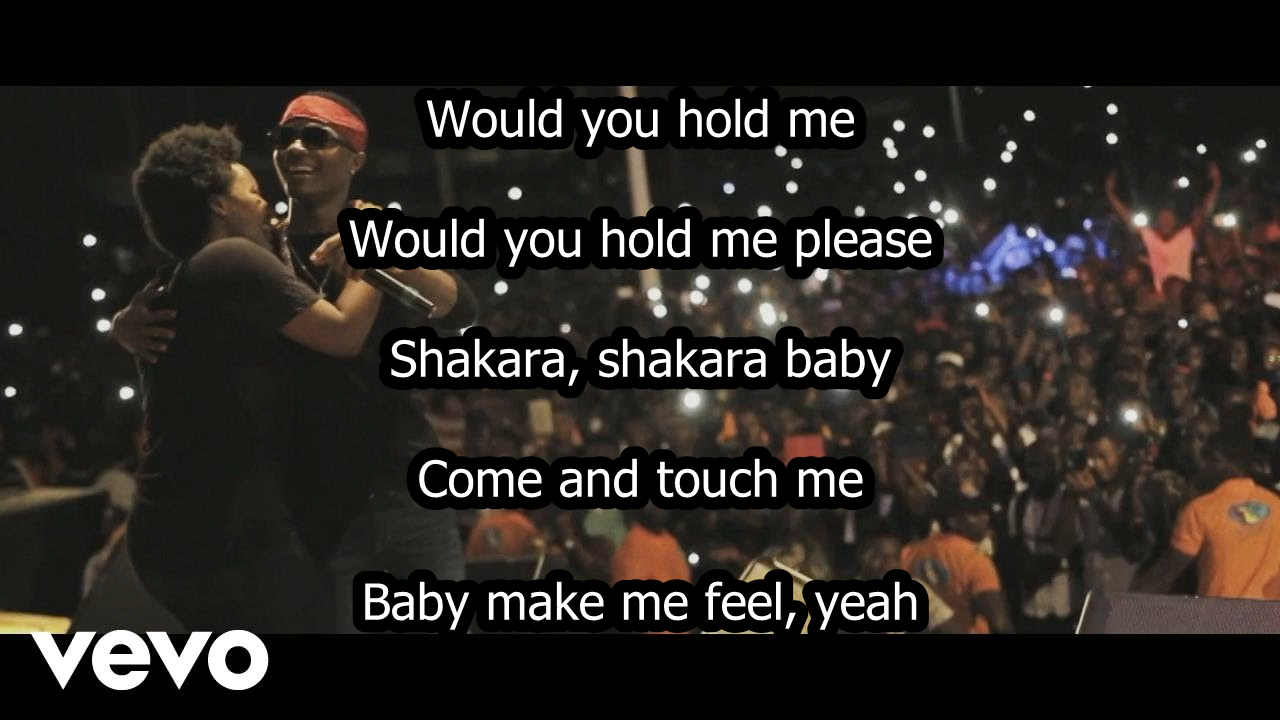 Would you hold me
Would you hold me please
Shakara, shakara baby
Come and touch me
Baby make me feel, yeah
vevo